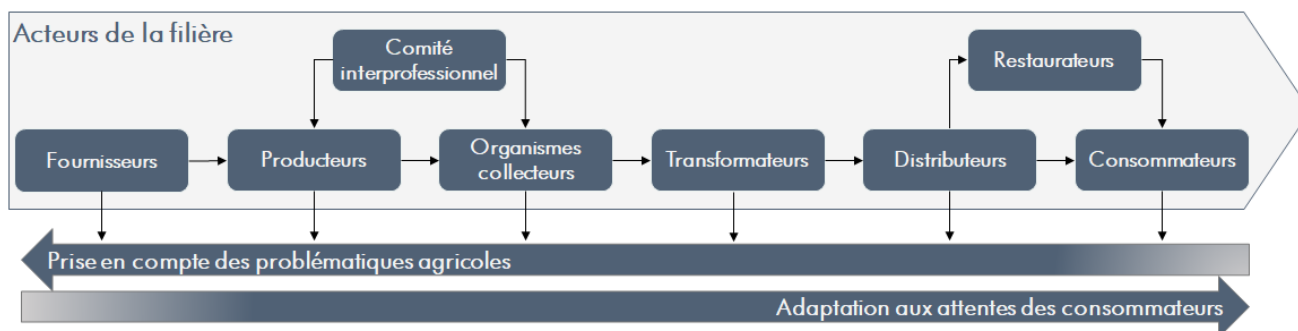 Acteurs de la filière
Comité
interprofessionnel
Restaurateurs
Fournisseurs
Producteurs
Organismes
collecteurs
Transformateurs
Distributeurs
Consommateurs
Prise en compte des problématiques agricoles
Adaptation aux attentes des consommateurs